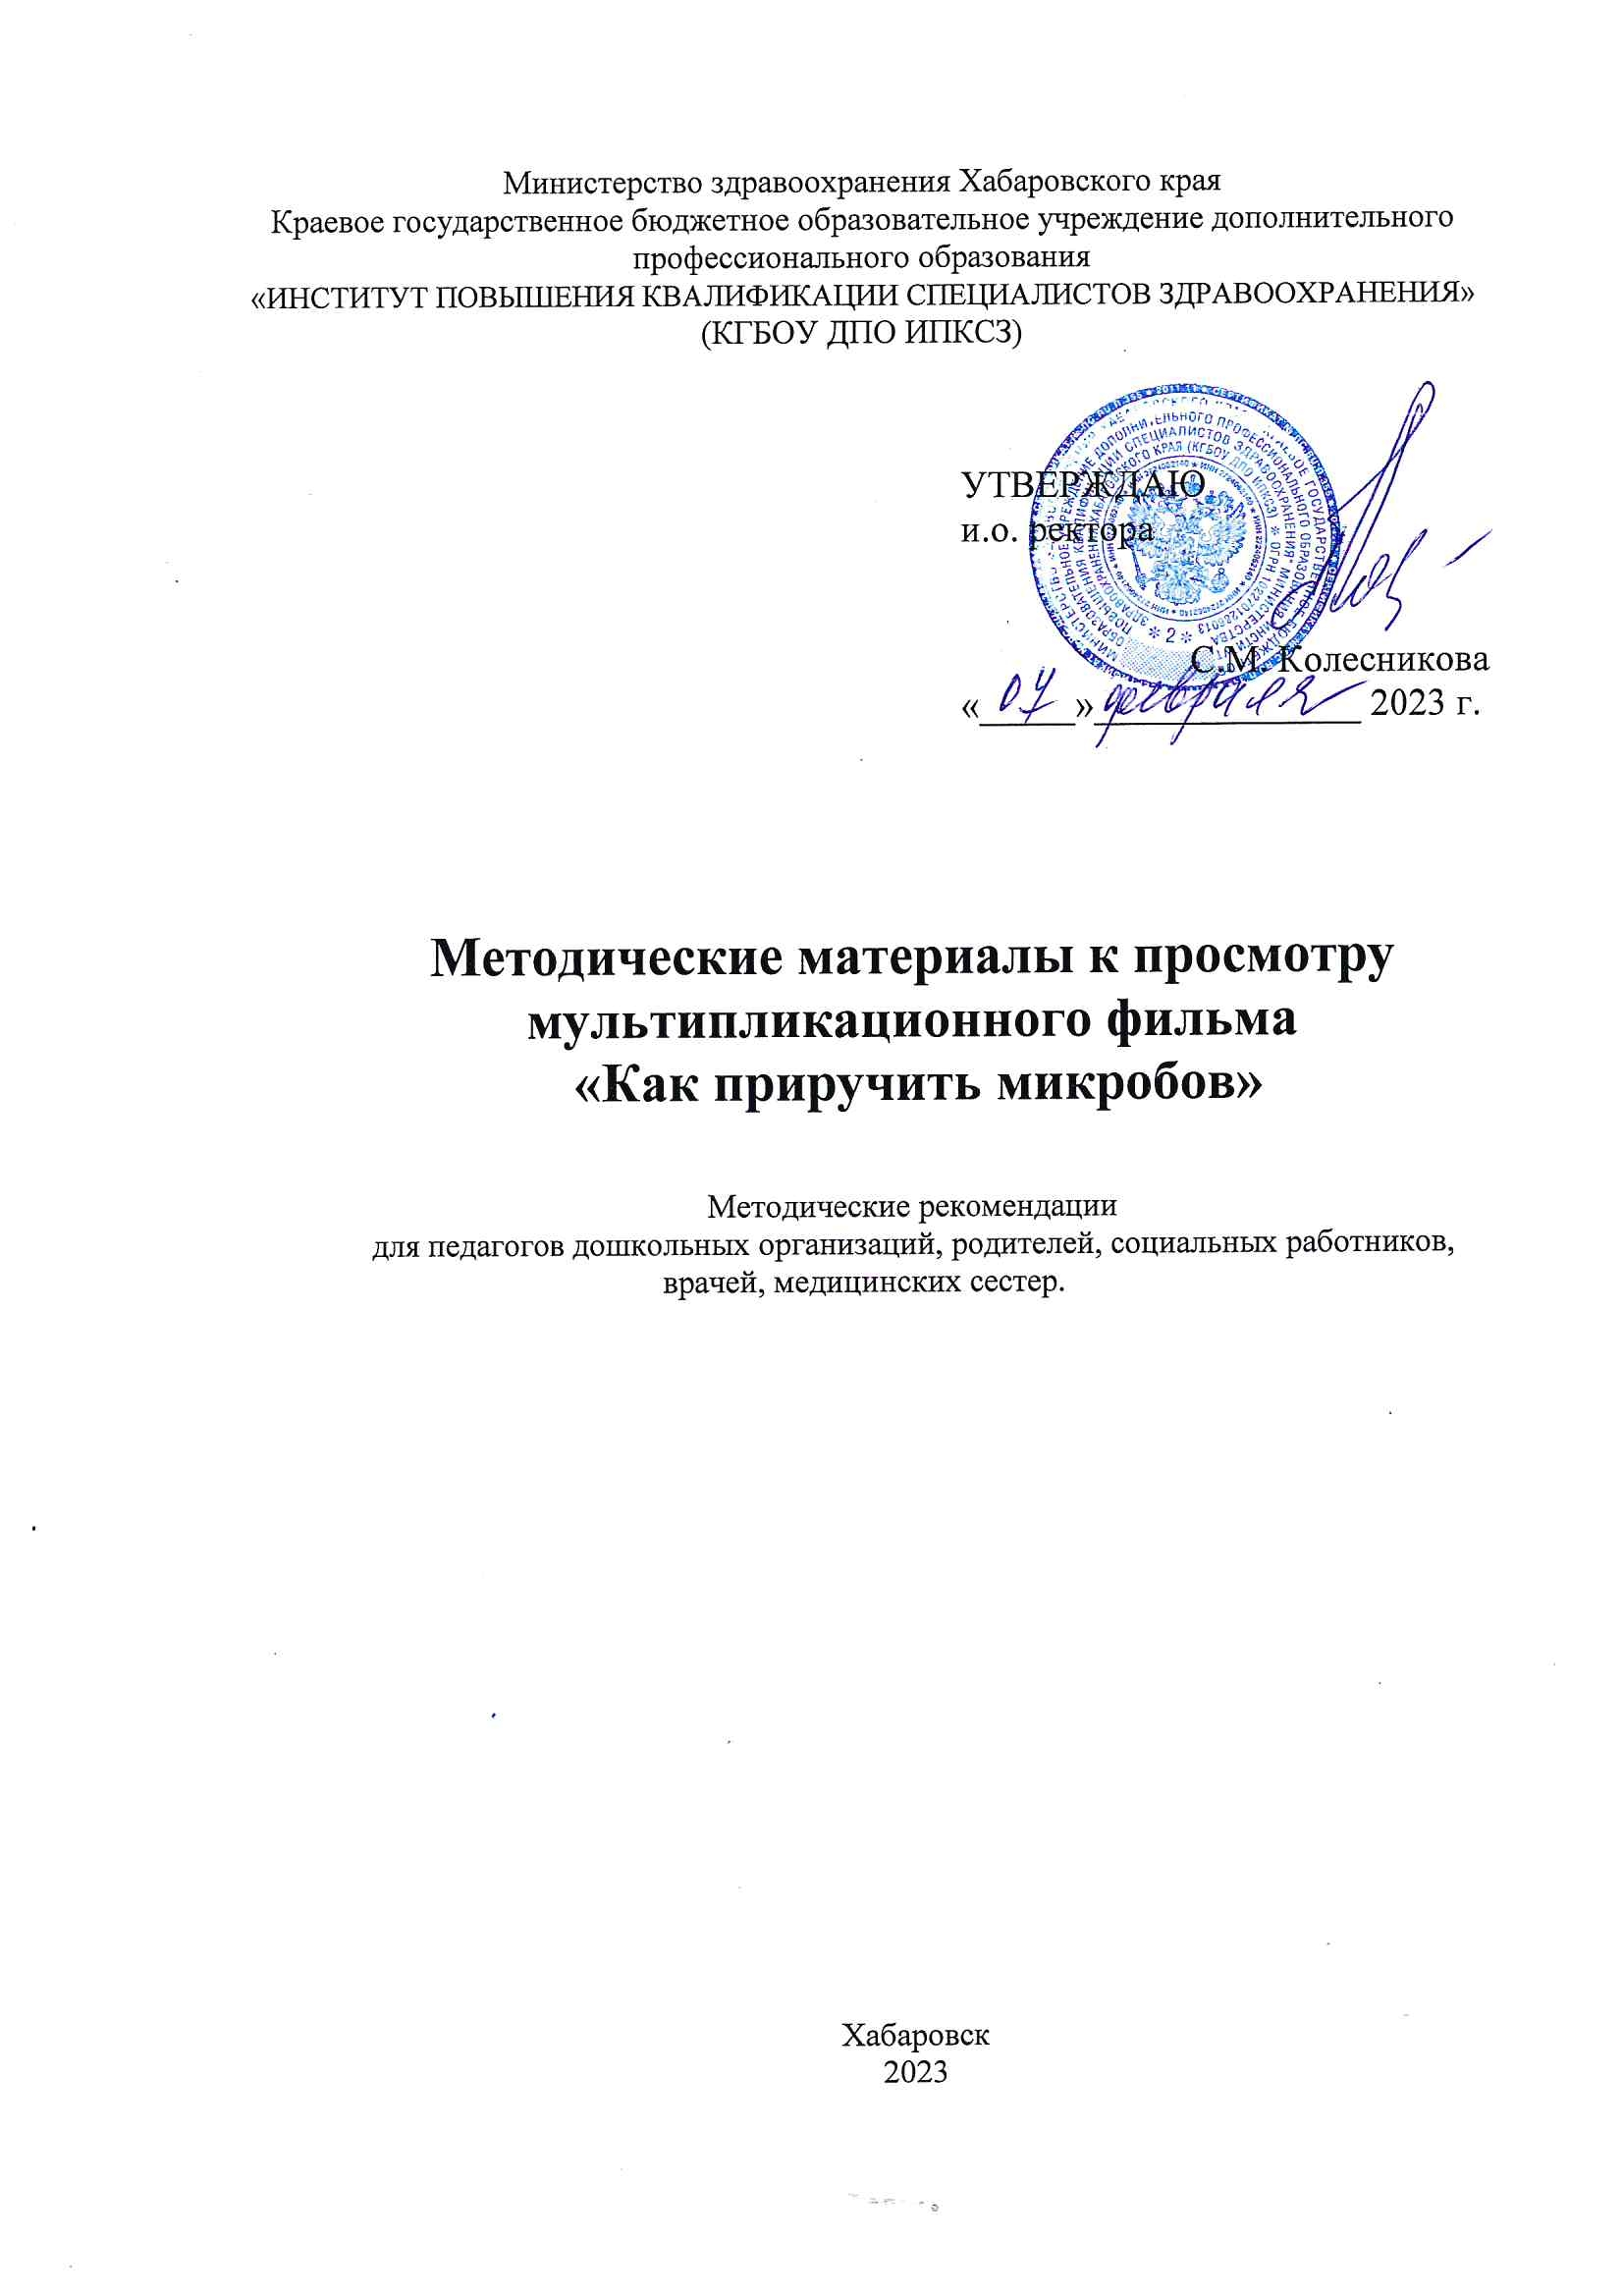 Министерство здравоохранения Хабаровского края
Краевое государственное бюджетное образовательное учреждение дополнительного
профессионального образования
«ИНСТИТУТ ПОВЫШЕНИЯ КВАЛИФИКАЦИИ СПЕЦИАЛИСТОВ ЗДРАВООХРАНЕНИЯ»
(КГБОУ ДПО ИПКСЗ)
УТВЕРЖДАЮ
и.о. ректора
С.М. Колесникова
«07» февраля 2023 г.
Методические материалы к просмотру
мультипликационного фильма
«Как приручить микробов»
Методические рекомендации
для педагогов дошкольных организаций, родителей, социальных работников,
врачей, медицинских сестер.
Хабаровск
2023